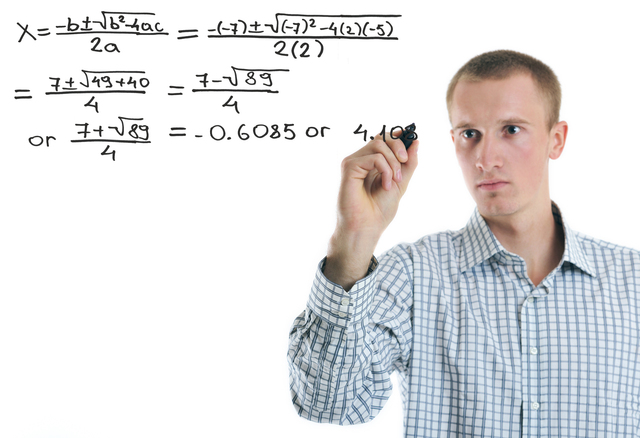 X = -b±√b²-4ac / 2a = -(-7)±√(-7)²-4(2)(-5) / 2(2)
= 7±√49+40 / 4 = 7-√89 / 4
or 7+√89 / 4 = -0.6085 or 4.108